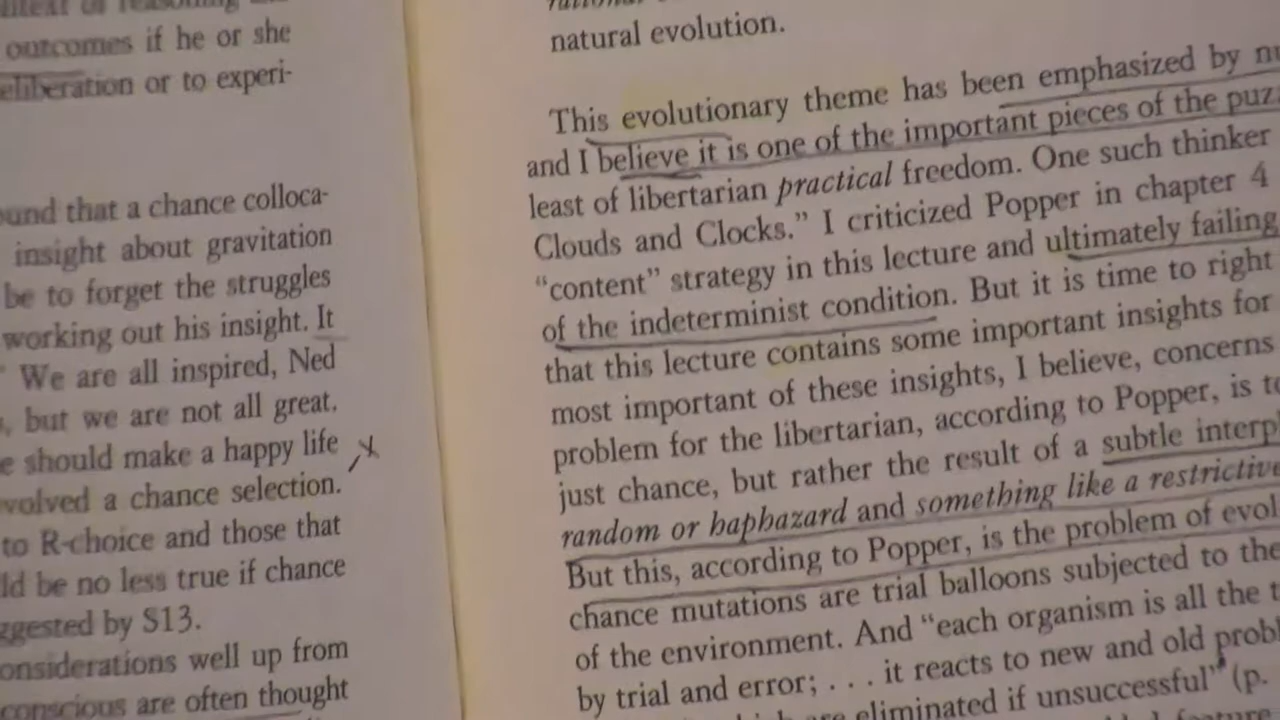 outcomes if he or she
eliberation or to experi-
ound that a chance colloca-
insight about gravitation
be to forget the struggles
working out his insight. It
We are all inspired, Ned
, but we are not all great.
e should make a happy life
volved a chance selection.
to R-choice and those that
ld be no less true if chance
ggested by S13.
onsiderations well up from
conscious are often thought
natural evolution.
This evolutionary theme has been emphasized by nu
and I believe it is one of the important pieces of the puz
least of libertarian practical freedom. One such thinker
Clouds and Clocks.” I criticized Popper in chapter 4
“content” strategy in this lecture and ultimately failing
of the indeterminist condition. But it is time to right
that this lecture contains some important insights for
most important of these insights, I believe, concerns
problem for the libertarian, according to Popper, is to
just chance, but rather the result of a subtle interp
random or haphazard and something like a restrictive
But this, according to Popper, is the problem of evol
chance mutations are trial balloons subjected to the
of the environment. And “each organism is all the t
by trial and error; . . . it reacts to new and old probl
are eliminated if unsuccessful” (p.